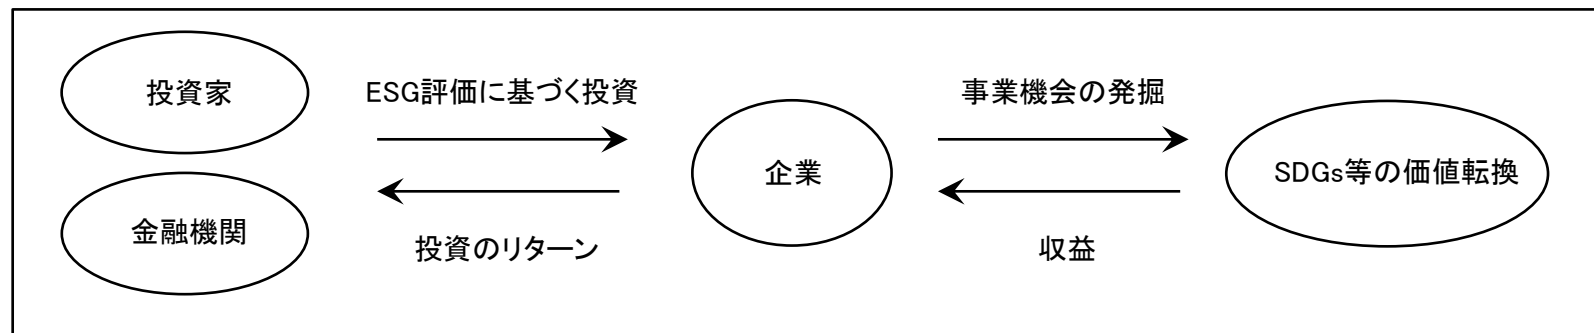 投資家
金融機関
ESG評価に基づく投資
投資のリターン
企業
事業機会の発掘
収益
SDGs等の価値転換